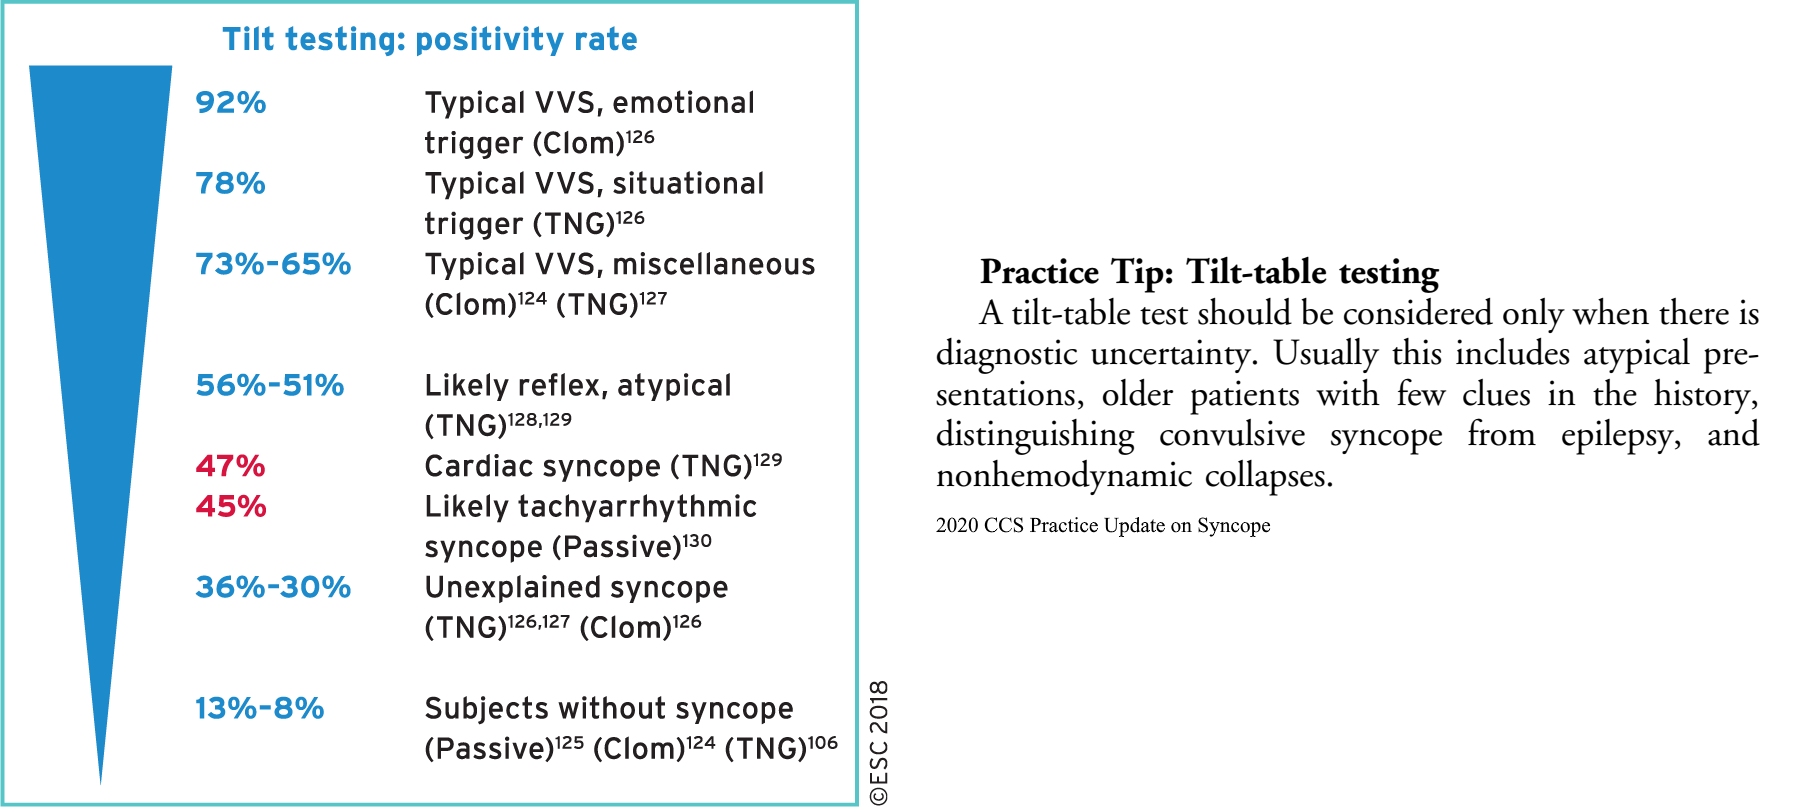 Tilt testing: positivity rate
92% Typical VVS, emotional
trigger (Clom)126
78% Typical VVS, situational
trigger (TNG)126
73%-65% Typical VVS, miscellaneous
(Clom)124 (TNG)127
56%-51% Likely reflex, atypical
(TNG)128,129
47% Cardiac syncope (TNG)129
45% Likely tachyarrhythmic
syncope (Passive)130
36%-30% Unexplained syncope
(TNG)126,127 (Clom)126
13%-8% Subjects without syncope
(Passive)125 (Clom)124 (TNG)106
©ESC 2018
Practice Tip: Tilt-table testing
A tilt-table test should be considered only when there is
diagnostic uncertainty. Usually this includes atypical pre-
sentations, older patients with few clues in the history,
distinguishing convulsive syncope from epilepsy, and
nonhemodynamic collapses.
2020 CCS Practice Update on Syncope